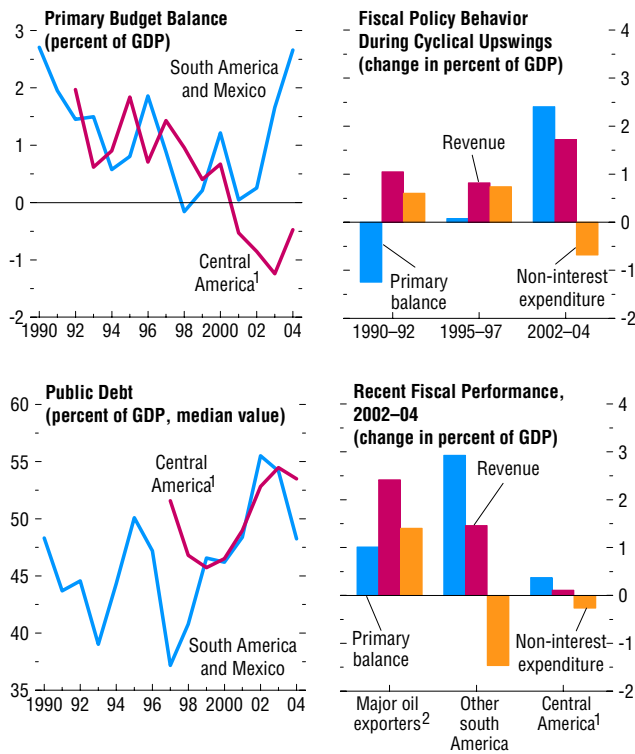 Primary Budget Balance
(percent of GDP)
3
2
1
0
-1
-2
South America
and Mexico
Central
America¹
1990 92 94 96 98 2000 02 04
Fiscal Policy Behavior
During Cyclical Upswings
(change in percent of GDP)
4
3
2
1
0
-1
-2
Revenue
Primary
balance
Non-interest
expenditure
1990–92 1995–97 2002–04
Public Debt
(percent of GDP, median value)
60
55
50
45
40
35
Central
America¹
South America
and Mexico
1990 92 94 96 98 2000 02 04
Recent Fiscal Performance,
2002–04
(change in percent of GDP)
4
3
2
1
0
-1
-2
Revenue
Primary
balance
Non-interest
expenditure
Major oil
exporters²
Other
south
America
Central
America¹